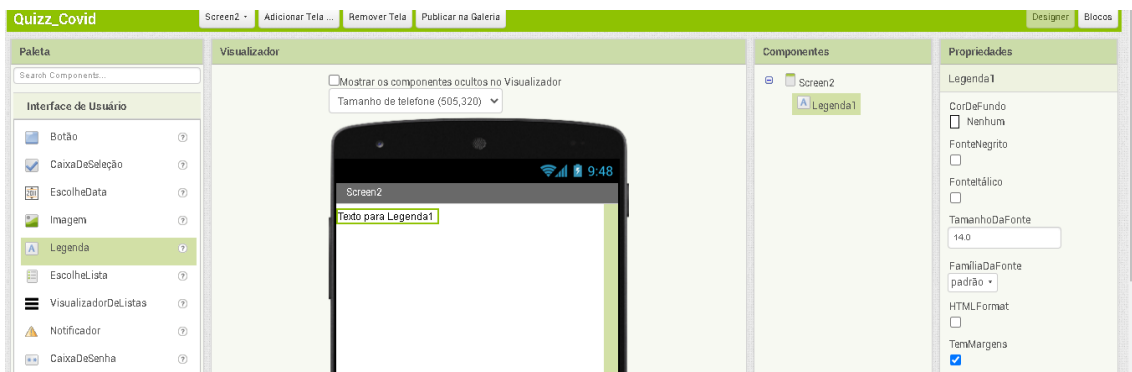 Quizz_Covid
Screen2
Adicionar Tela ...
Remover Tela
Publicar na Galeria
Designer
Blocos
Paleta
Search Components...
Interface de Usuário
Botão
CaixaDeSeleção
EscolheData
Imagem
Legenda
EscolheLista
VisualizadorDeListas
Notificador
CaixaDeSenha
Visualizador
Mostrar os componentes ocultos no Visualizador
Tamanho de telefone (505,320)
9:48
Screen2
Texto para Legenda1
Componentes
Screen2
Legenda1
Propriedades
Legenda1
CorDeFundo
Nenhum
FonteNegrito
FonteItálico
TamanhoDaFonte
14.0
FamíliaDaFonte
padrão
HTMLFormat
TemMargens